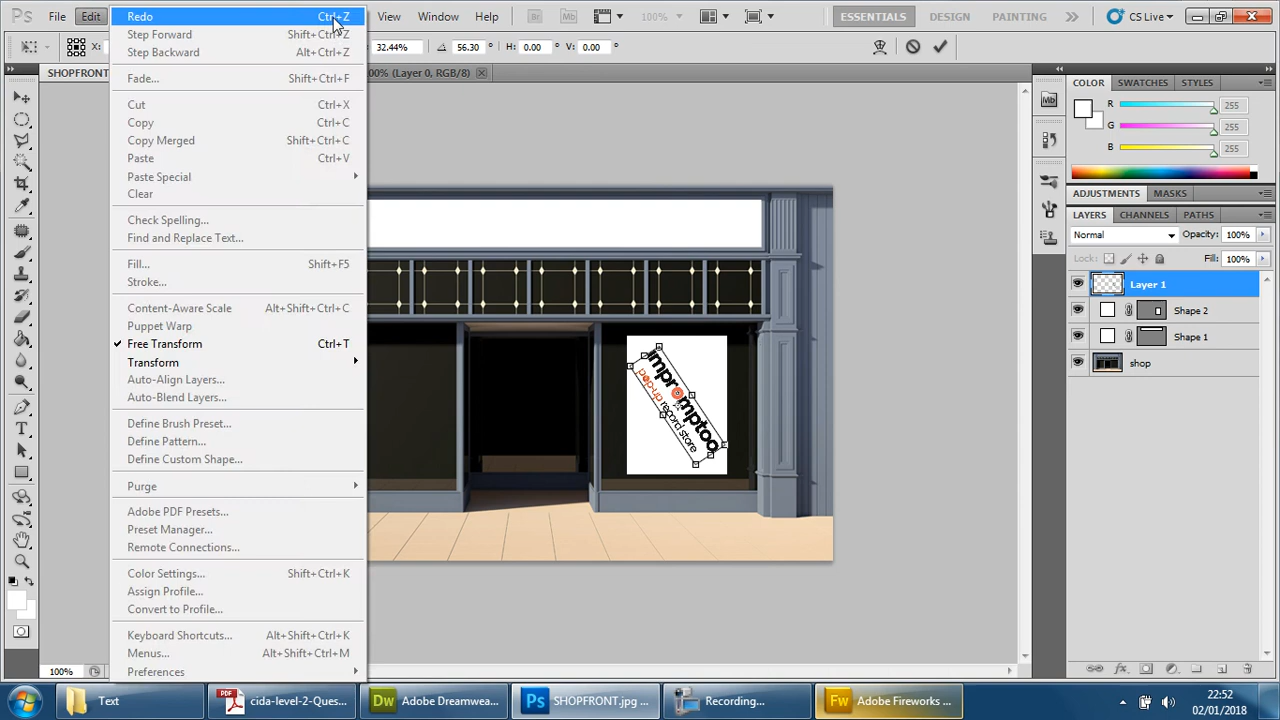 Ps File Edit View Window Help 100% ESSENTIALS DESIGN PAINTING CS Live
X: 32.44% 56.30 ° H: 0.00 ° V: 0.00 °
SHOPFRONT 00% (Layer 0, RGB/8)
Redo Ctrl+Z
Step Forward Shift+Ctrl+Z
Step Backward Alt+Ctrl+Z
Fade... Shift+Ctrl+F
Cut Ctrl+X
Copy Ctrl+C
Copy Merged Shift+Ctrl+C
Paste Ctrl+V
Paste Special
Clear
Check Spelling...
Find and Replace Text...
Fill... Shift+F5
Stroke...
Content-Aware Scale Alt+Shift+Ctrl+C
Puppet Warp
Free Transform Ctrl+T
Transform
Auto-Align Layers...
Auto-Blend Layers...
Define Brush Preset...
Define Pattern...
Define Custom Shape...
Purge
Adobe PDF Presets...
Preset Manager...
Remote Connections...
Color Settings... Shift+Ctrl+K
Assign Profile...
Convert to Profile...
Keyboard Shortcuts... Alt+Shift+Ctrl+K
Menus... Alt+Shift+Ctrl+M
Preferences
impromptoo
pop-up record store
COLOR SWATCHES STYLES
R 255
G 255
B 255
ADJUSTMENTS MASKS
LAYERS CHANNELS PATHS
Normal Opacity: 100%
Lock: Fill: 100%
Layer 1
Shape 2
Shape 1
shop
100%
Text cida-level-2-Ques... Adobe Dreamwea... SHOPFRONT.jpg ... Recording... Adobe Fireworks ...
22:52
02/01/2018